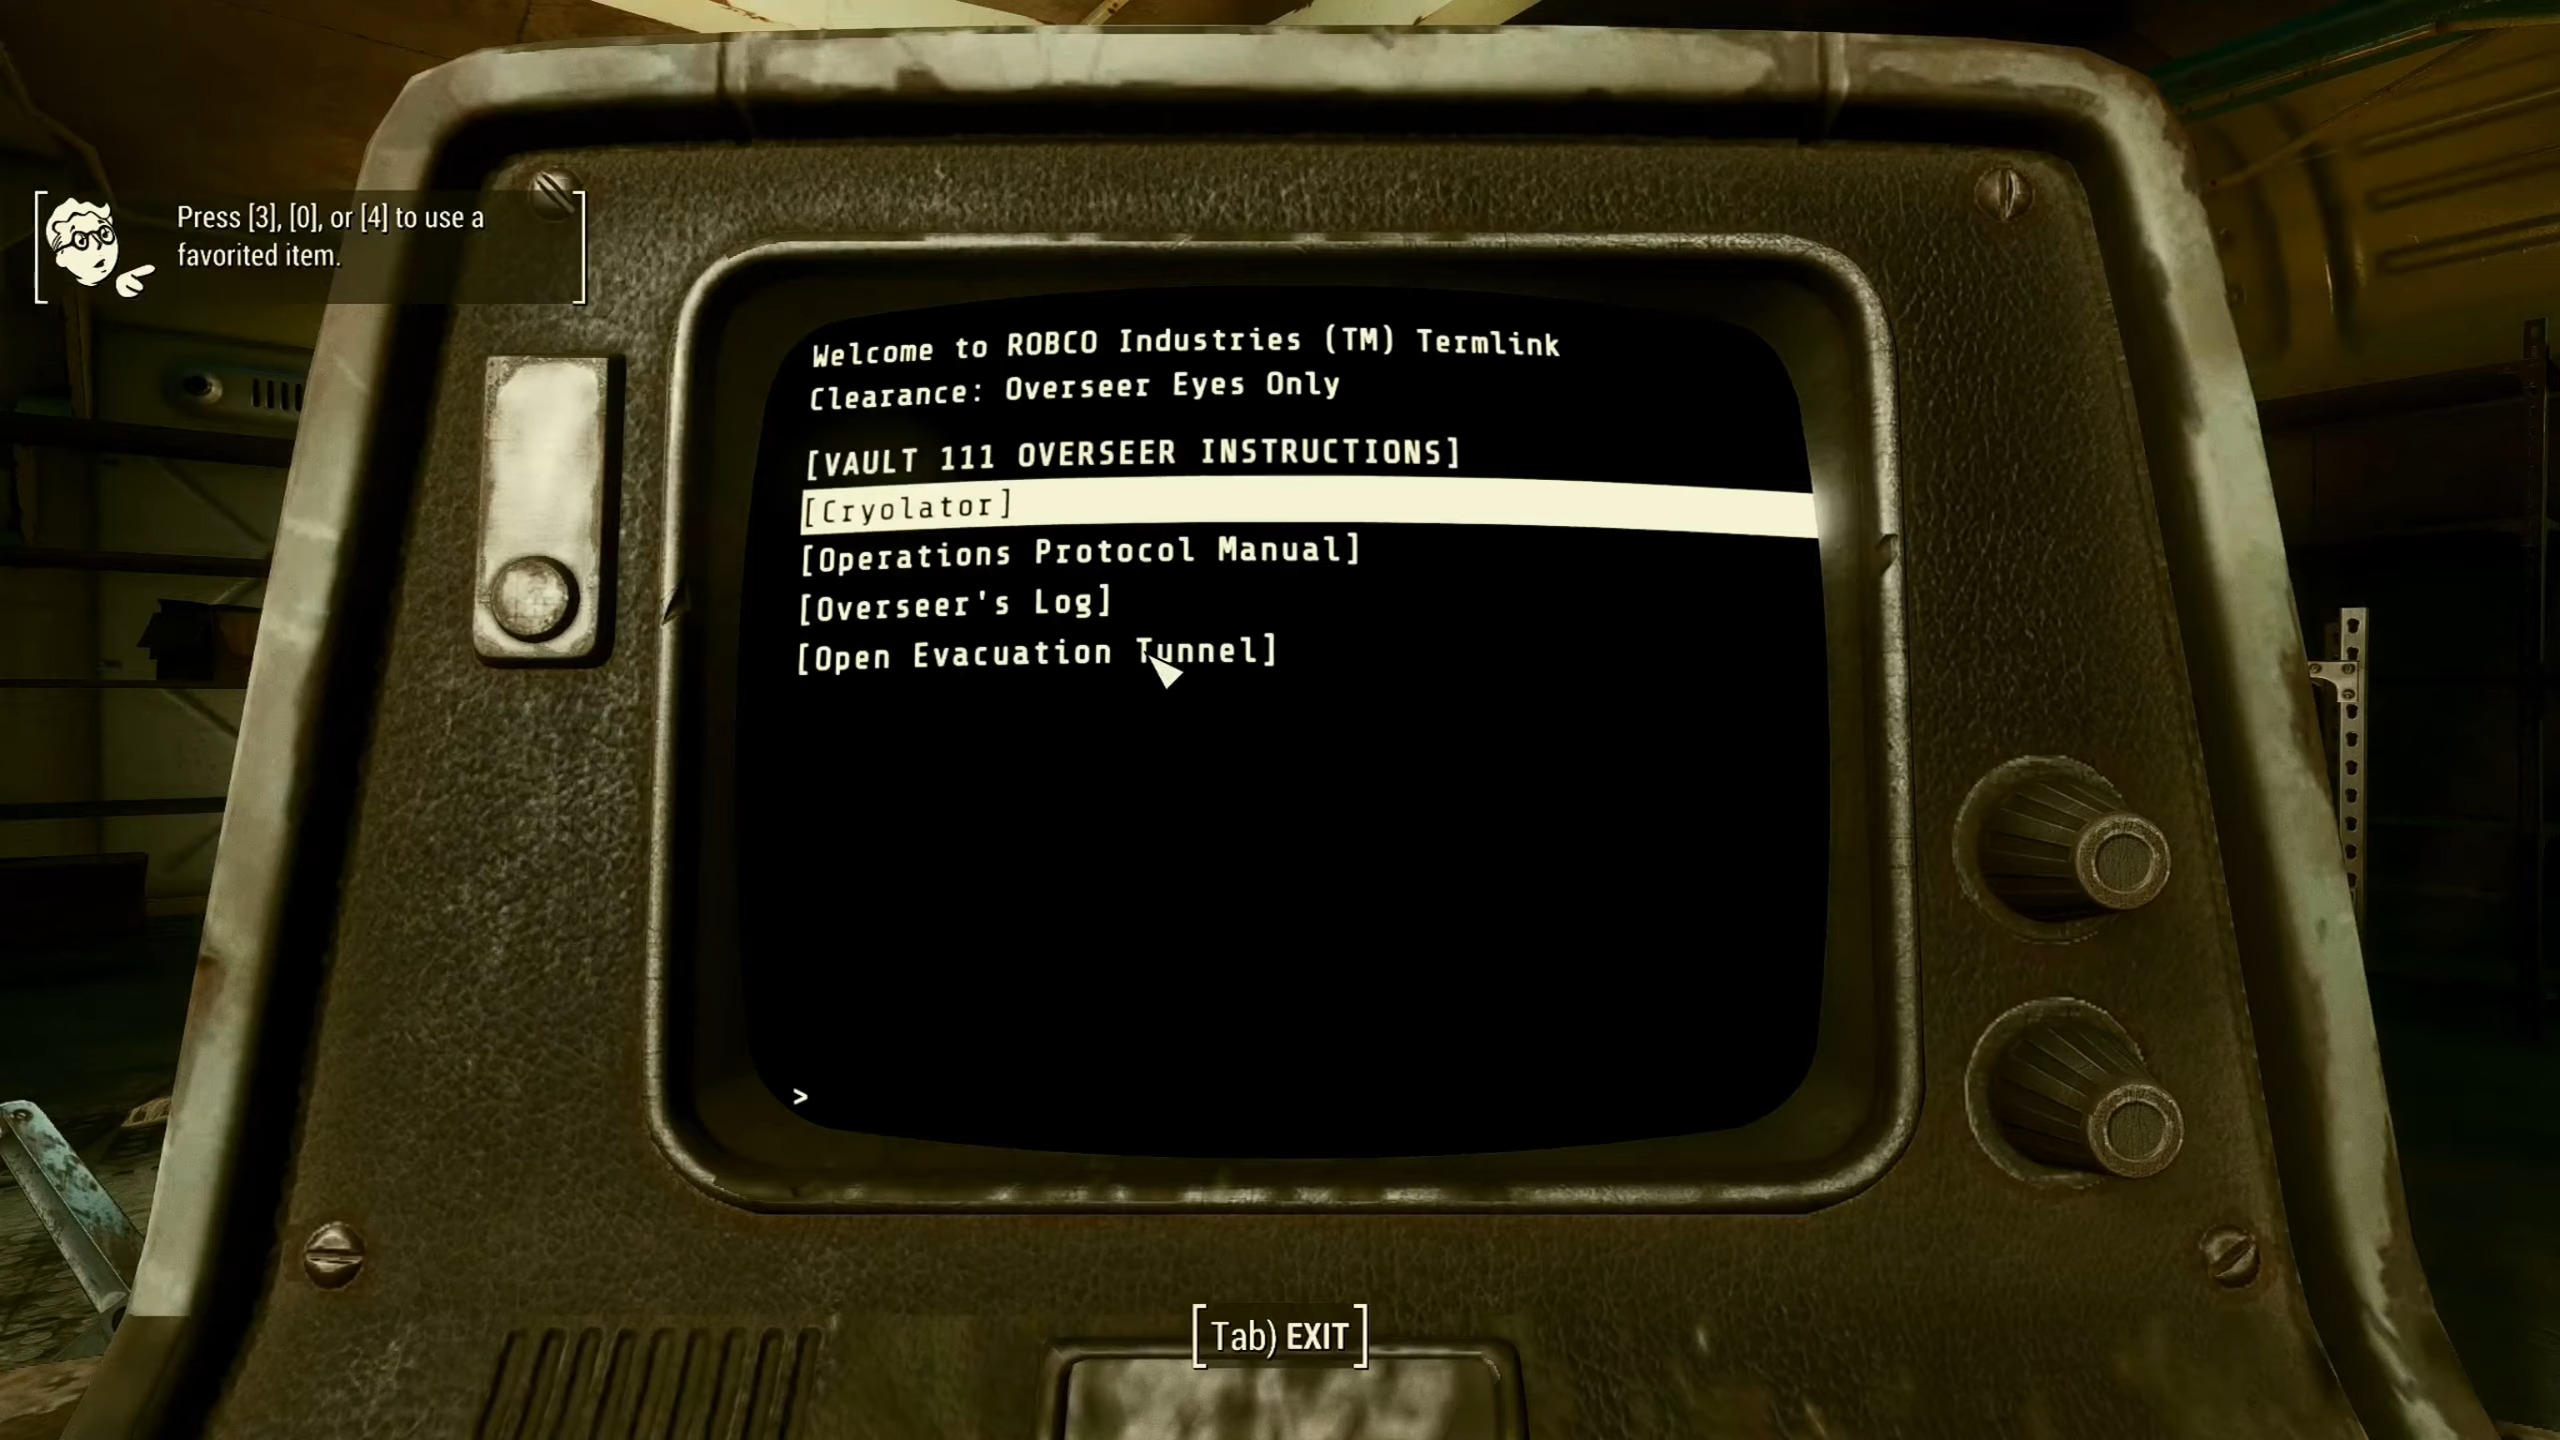 Press [3], [0], or [4] to use a
favorited item.
Welcome to ROBCO Industries (TM) Termlink
Clearance: Overseer Eyes Only
[VAULT 111 OVERSEER INSTRUCTIONS]
[Cryolator]
[Operations Protocol Manual]
[Overseer's Log]
[Open Evacuation Tunnel]
>
[Tab) EXIT]